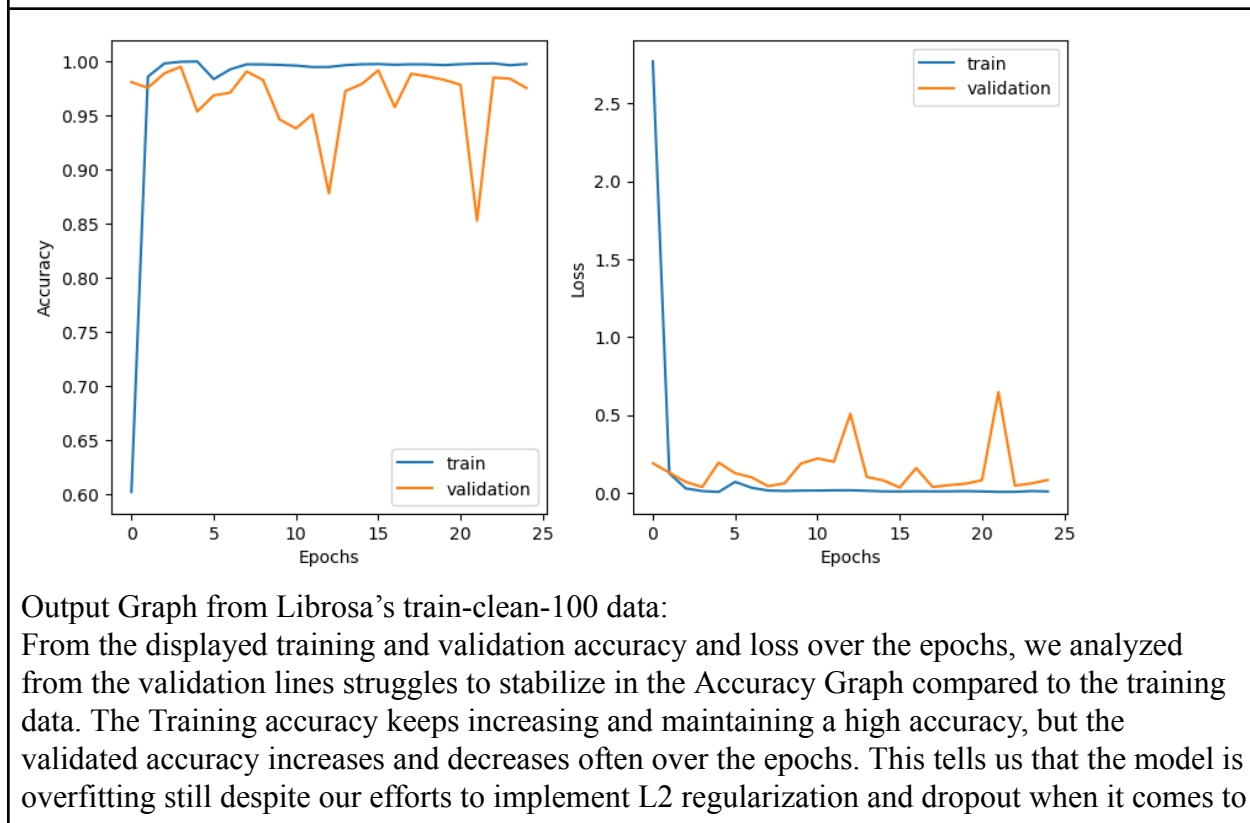 1.00
0.95
0.90
0.85
0.80
0.75
0.70
0.65
0.60
Accuracy
train
validation
0 5 10 15 20 25
Epochs
2.5
2.0
1.5
1.0
0.5
0.0
Loss
train
validation
0 5 10 15 20 25
Epochs
Output Graph from Librosa’s train-clean-100 data:
From the displayed training and validation accuracy and loss over the epochs, we analyzed
from the validation lines struggles to stabilize in the Accuracy Graph compared to the training
data. The Training accuracy keeps increasing and maintaining a high accuracy, but the
validated accuracy increases and decreases often over the epochs. This tells us that the model is
overfitting still despite our efforts to implement L2 regularization and dropout when it comes to